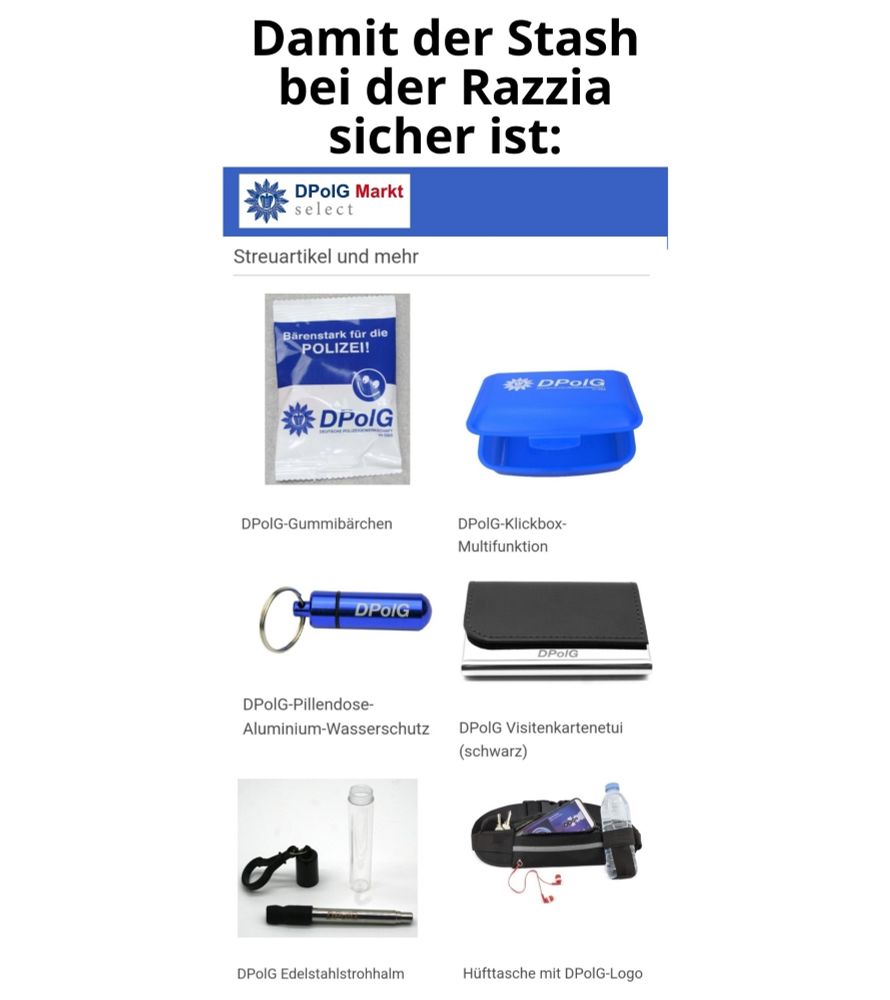 Damit der Stash
bei der Razzia
sicher ist:
DPolG Markt
select
Streuartikel und mehr
Bärenstark für die
POLIZEI!
DPolG
DEUTSCHE POLIZEIGEWERKSCHAFT
DPolG
DPolG-Gummibärchen
DPolG-Klickbox-
Multifunktion
DPolG
DPolG
DPolG-Pillendose-
Aluminium-Wasserschutz
DPolG Visitenkartenetui
(schwarz)
DPolG Edelstahlstrohhalm
Hüfttasche mit DPolG-Logo